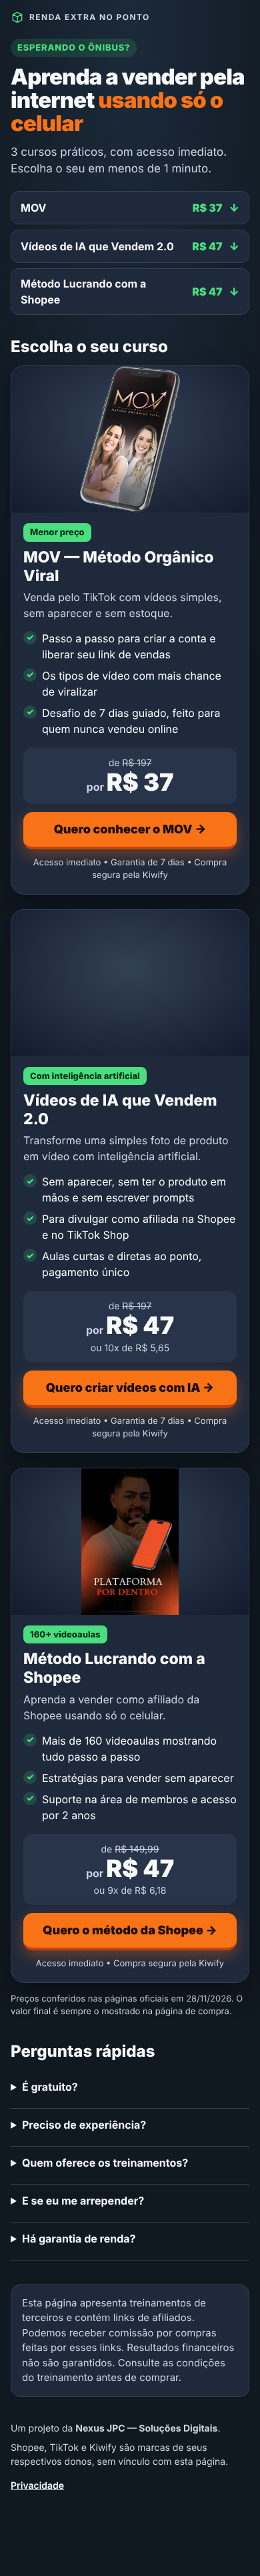 RENDA EXTRA NO PONTO
ESPERANDO O ÔNIBUS?
Aprenda a vender pela
internet usando só o
celular
3 cursos práticos, com acesso imediato.
Escolha o seu em menos de 1 minuto.
MOV R$ 37 ↓
Vídeos de IA que Vendem 2.0 R$ 47 ↓
Método Lucrando com a
Shopee R$ 47 ↓
Escolha o seu curso
MOV
Menor preço
MOV — Método Orgânico
Viral
Venda pelo TikTok com vídeos simples,
sem aparecer e sem estoque.
Passo a passo para criar a conta e
liberar seu link de vendas
Os tipos de vídeo com mais chance
de viralizar
Desafio de 7 dias guiado, feito para
quem nunca vendeu online
de R$ 197
por R$ 37
Quero conhecer o MOV →
Acesso imediato • Garantia de 7 dias • Compra
segura pela Kiwify
Com inteligência artificial
Vídeos de IA que Vendem
2.0
Transforme uma simples foto de produto
em vídeo com inteligência artificial.
Sem aparecer, sem ter o produto em
mãos e sem escrever prompts
Para divulgar como afiliada na Shopee
e no TikTok Shop
Aulas curtas e diretas ao ponto,
pagamento único
de R$ 197
por R$ 47
ou 10x de R$ 5,65
Quero criar vídeos com IA →
Acesso imediato • Garantia de 7 dias • Compra
segura pela Kiwify
PLATAFORMA
POR DENTRO
160+ videoaulas
Método Lucrando com a
Shopee
Aprenda a vender como afiliado da
Shopee usando só o celular.
Mais de 160 videoaulas mostrando
tudo passo a passo
Estratégias para vender sem aparecer
Suporte na área de membros e acesso
por 2 anos
de R$ 149,99
por R$ 47
ou 9x de R$ 6,18
Quero o método da Shopee →
Acesso imediato • Compra segura pela Kiwify
Preços conferidos nas páginas oficiais em 28/11/2026. O
valor final é sempre o mostrado na página de compra.
Perguntas rápidas
É gratuito?
Preciso de experiência?
Quem oferece os treinamentos?
E se eu me arrepender?
Há garantia de renda?
Esta página apresenta treinamentos de
terceiros e contém links de afiliados.
Podemos receber comissão por compras
feitas por esses links. Resultados financeiros
não são garantidos. Consulte as condições
do treinamento antes de comprar.
Um projeto da Nexus JPC — Soluções Digitais.
Shopee, TikTok e Kiwify são marcas de seus
respectivos donos, sem vínculo com esta página.
Privacidade